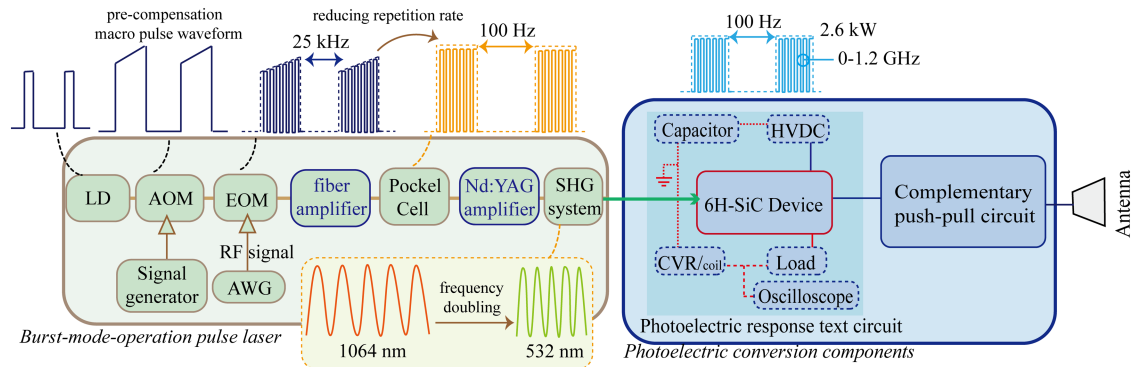 pre-compensation
macro pulse waveform
reducing repetition rate
25 kHz
100 Hz
100 Hz
2.6 kW
0-1.2 GHz
LD
AOM
EOM
fiber
amplifier
Pockel
Cell
Nd:YAG
amplifier
SHG
system
RF signal
Signal
generator
AWG
frequency
doubling
1064 nm
532 nm
Burst-mode-operation pulse laser
Capacitor
HVDC
6H-SiC Device
CVR/coil
Load
Oscilloscope
Photoelectric response text circuit
Photoelectric conversion components
Complementary
push-pull circuit
Antenna